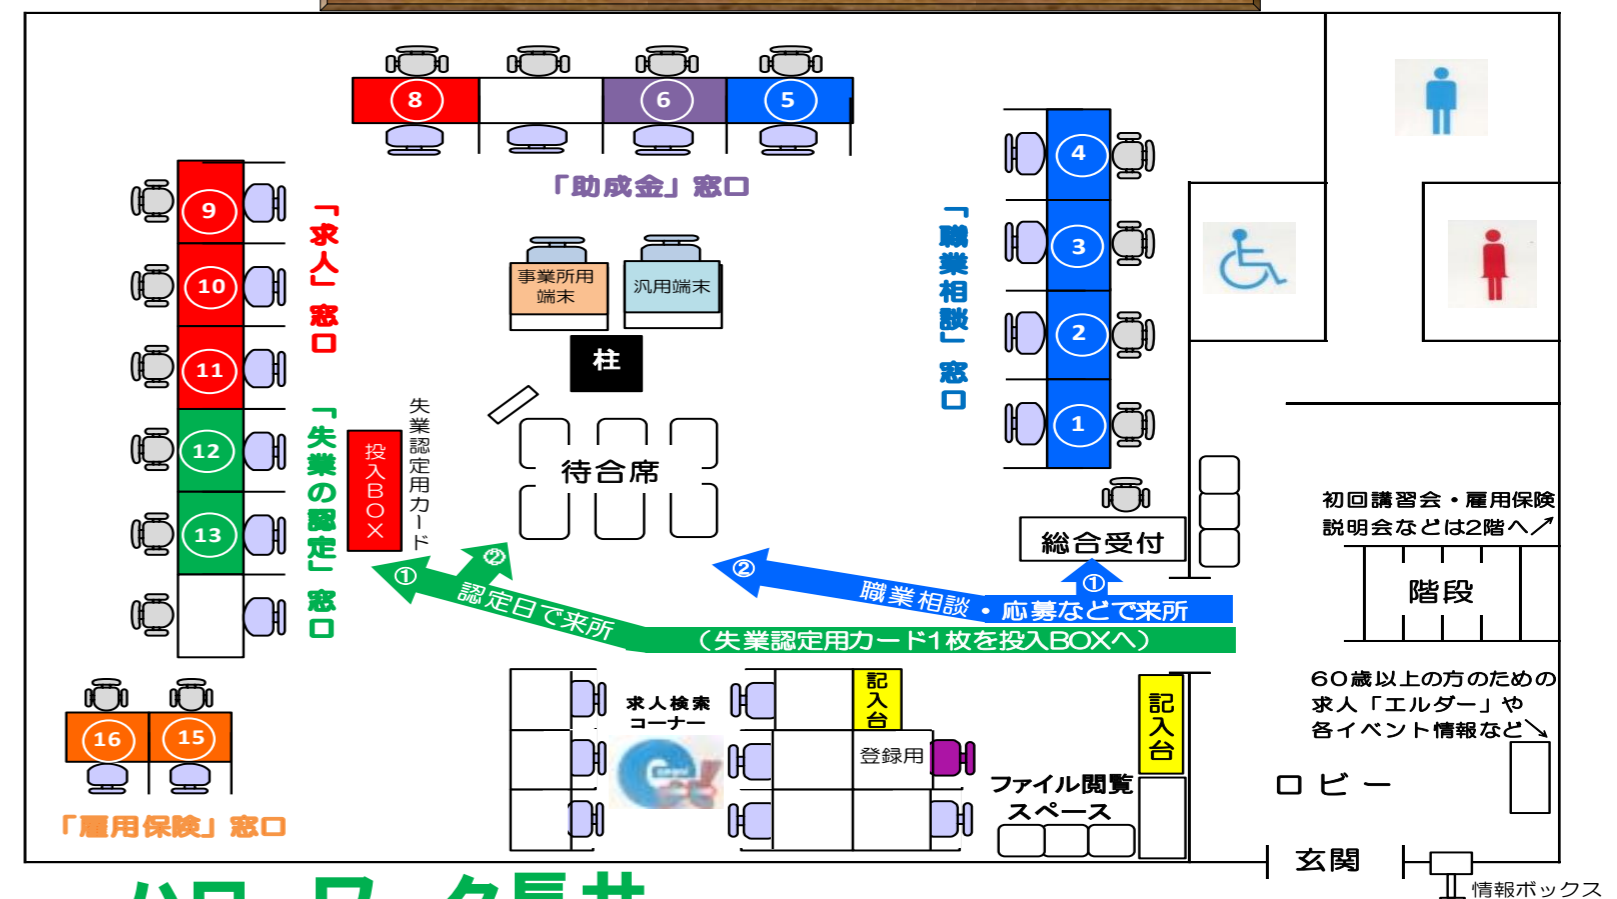 8
6
5
「助成金」窓口
9
10
11
12
13
「求人」窓口
「失業の認定」窓口
投入BOX
失業認定用カード
事業所用
端末
汎用端末
柱
待合席
「職業相談」窓口
4
3
2
1
総合受付
初回講習会・雇用保険
説明会などは2階へ↗
階段
① ②
認定日で来所
(失業認定用カード1枚を投入BOXへ)
② ①
職業相談・応募などで来所
60歳以上の方のための
求人「エルダー」や
各イベント情報など↘
16
15
「雇用保険」窓口
求人検索
コーナー
記入台
登録用
記入台
ファイル閲覧
スペース
ロビー
玄関
情報ボックス
ハローワーク長井